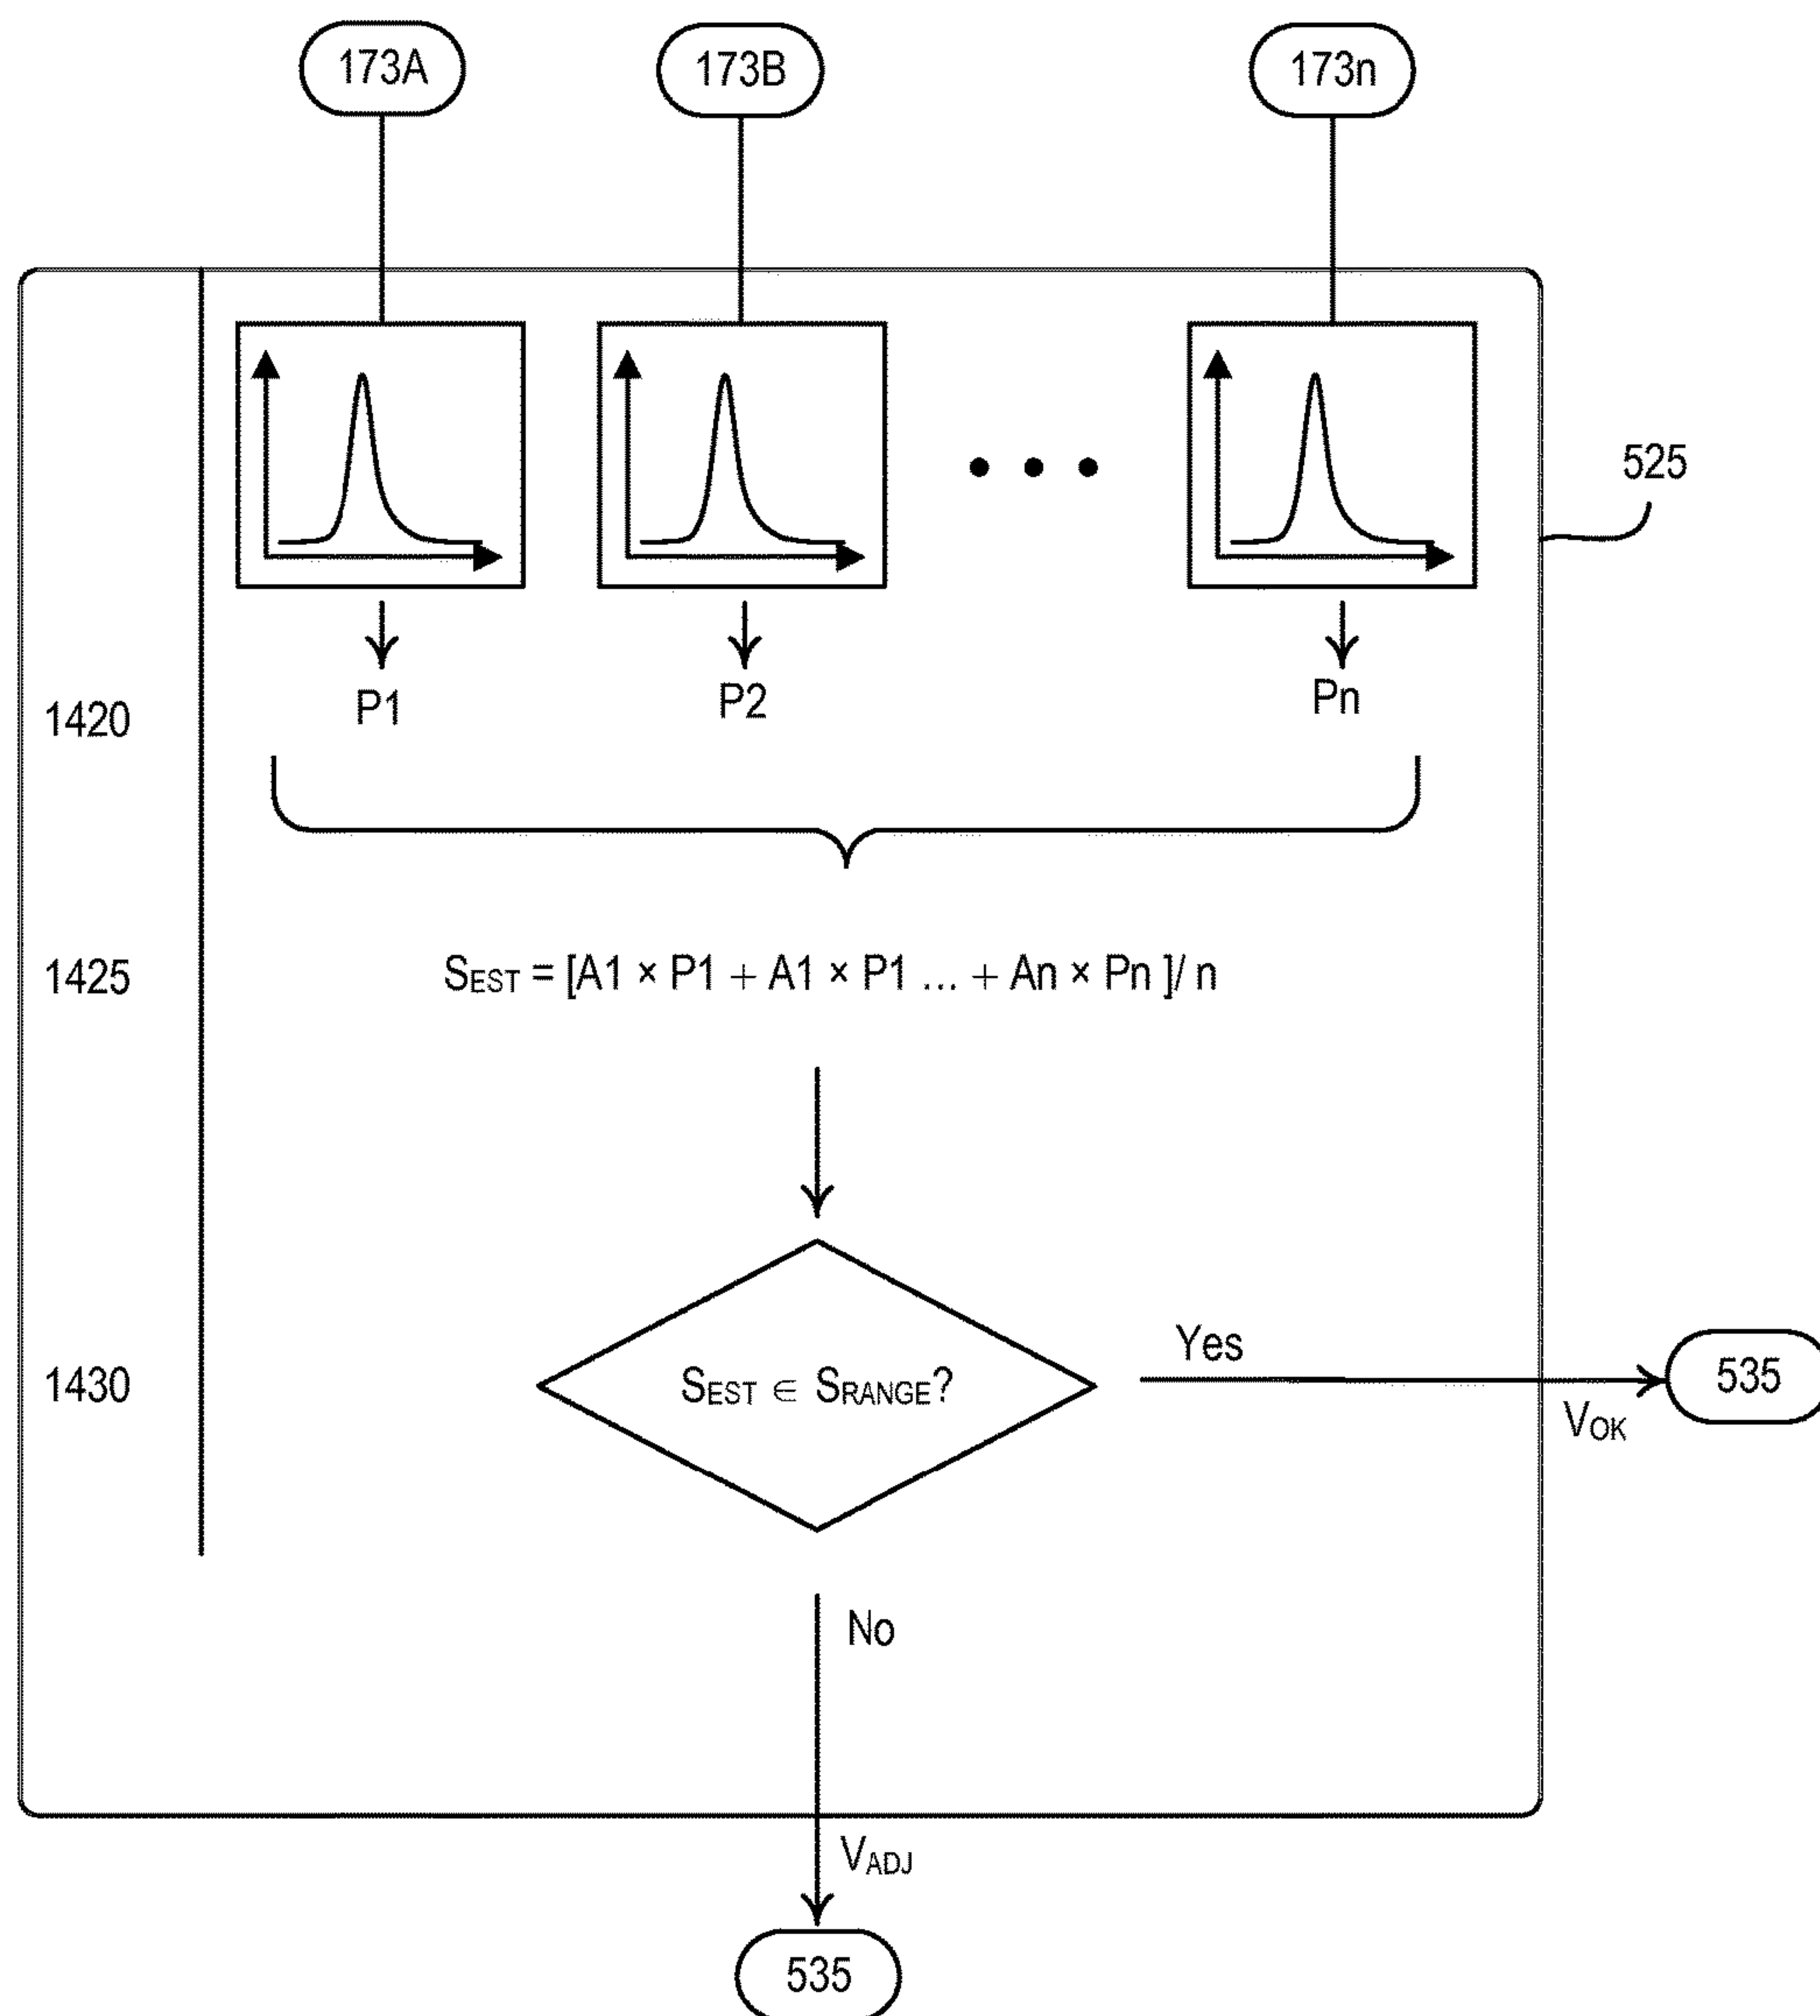 173A 173B 173n
525
P1 P2 Pn
1420
1425 SEST = [A1 × P1 + A1 × P1 ... + An × Pn ]/ n
Yes
1430 SEST ∈ SRANGE? 535
VOK
No
VADJ
535